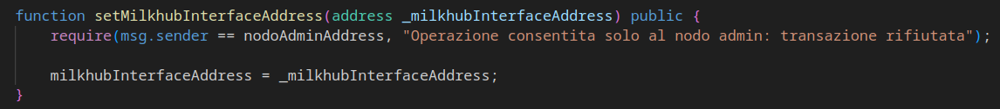 function setMilkhubInterfaceAddress(address _milkhubInterfaceAddress) public {
require(msg.sender == nodoAdminAddress, "Operazione consentita solo al nodo admin: transazione rifiutata");
milkhubInterfaceAddress = _milkhubInterfaceAddress;
}